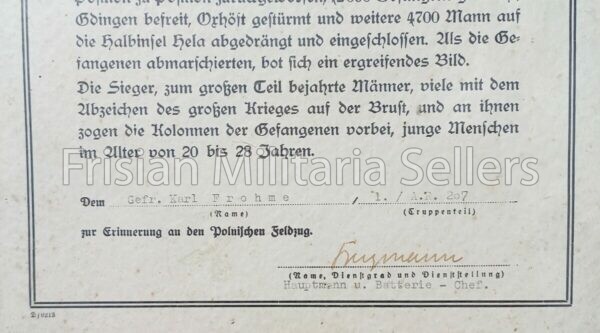 Gdingen befreit, Oxhöft gestürmt und weitere 4700 Mann auf
die Halbinsel Hela abgedrängt und eingeschlossen. Als die Ge-
fangenen abmarschierten, bot sich ein ergreifendes Bild.
Die Sieger, zum großen Teil bejahrte Männer, viele mit dem
Abzeichen des großen Krieges auf der Brust, und an ihnen
zogen die Kolonnen der Gefangenen vorbei, junge Menschen
im Alter von 20 bis 28 Jahren.
Frisian Militaria Sellers
Dem Gefr. Karl Frohme / 1. / A.R. 207
(Name) (Truppenteil)
zur Erinnerung an den Polnischen Feldzug.
(Name, Dienstgrad und Dienststellung)
Hauptmann u. Batterie - Chef.